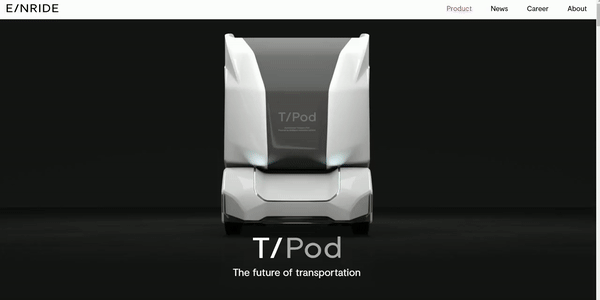 E/NRIDE
Product News Career About
T/Pod
T/Pod
The future of transportation